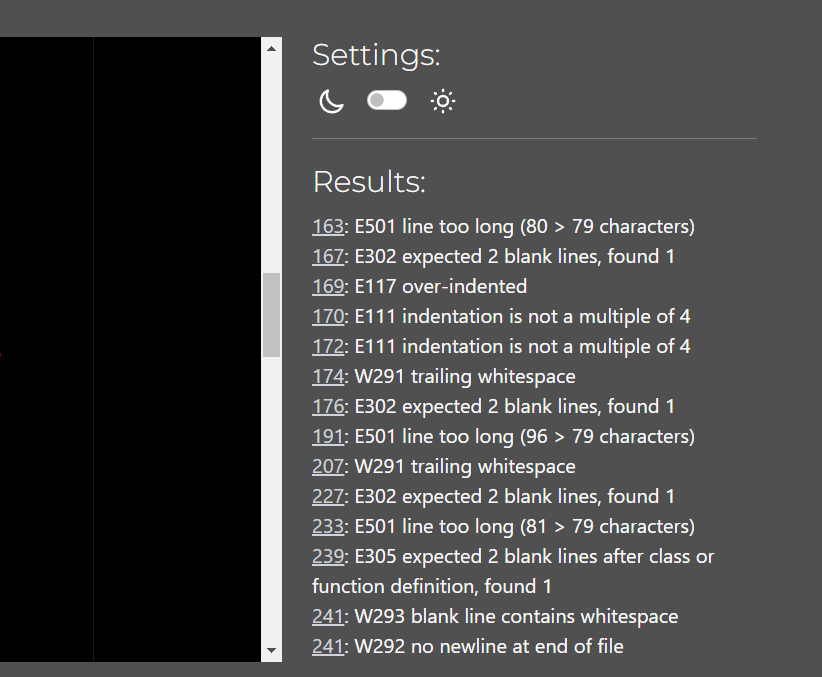 Settings:
Results:
163: E501 line too long (80 > 79 characters)
167: E302 expected 2 blank lines, found 1
169: E117 over-indented
170: E111 indentation is not a multiple of 4
172: E111 indentation is not a multiple of 4
174: W291 trailing whitespace
176: E302 expected 2 blank lines, found 1
191: E501 line too long (96 > 79 characters)
207: W291 trailing whitespace
227: E302 expected 2 blank lines, found 1
233: E501 line too long (81 > 79 characters)
239: E305 expected 2 blank lines after class or
function definition, found 1
241: W293 blank line contains whitespace
241: W292 no newline at end of file